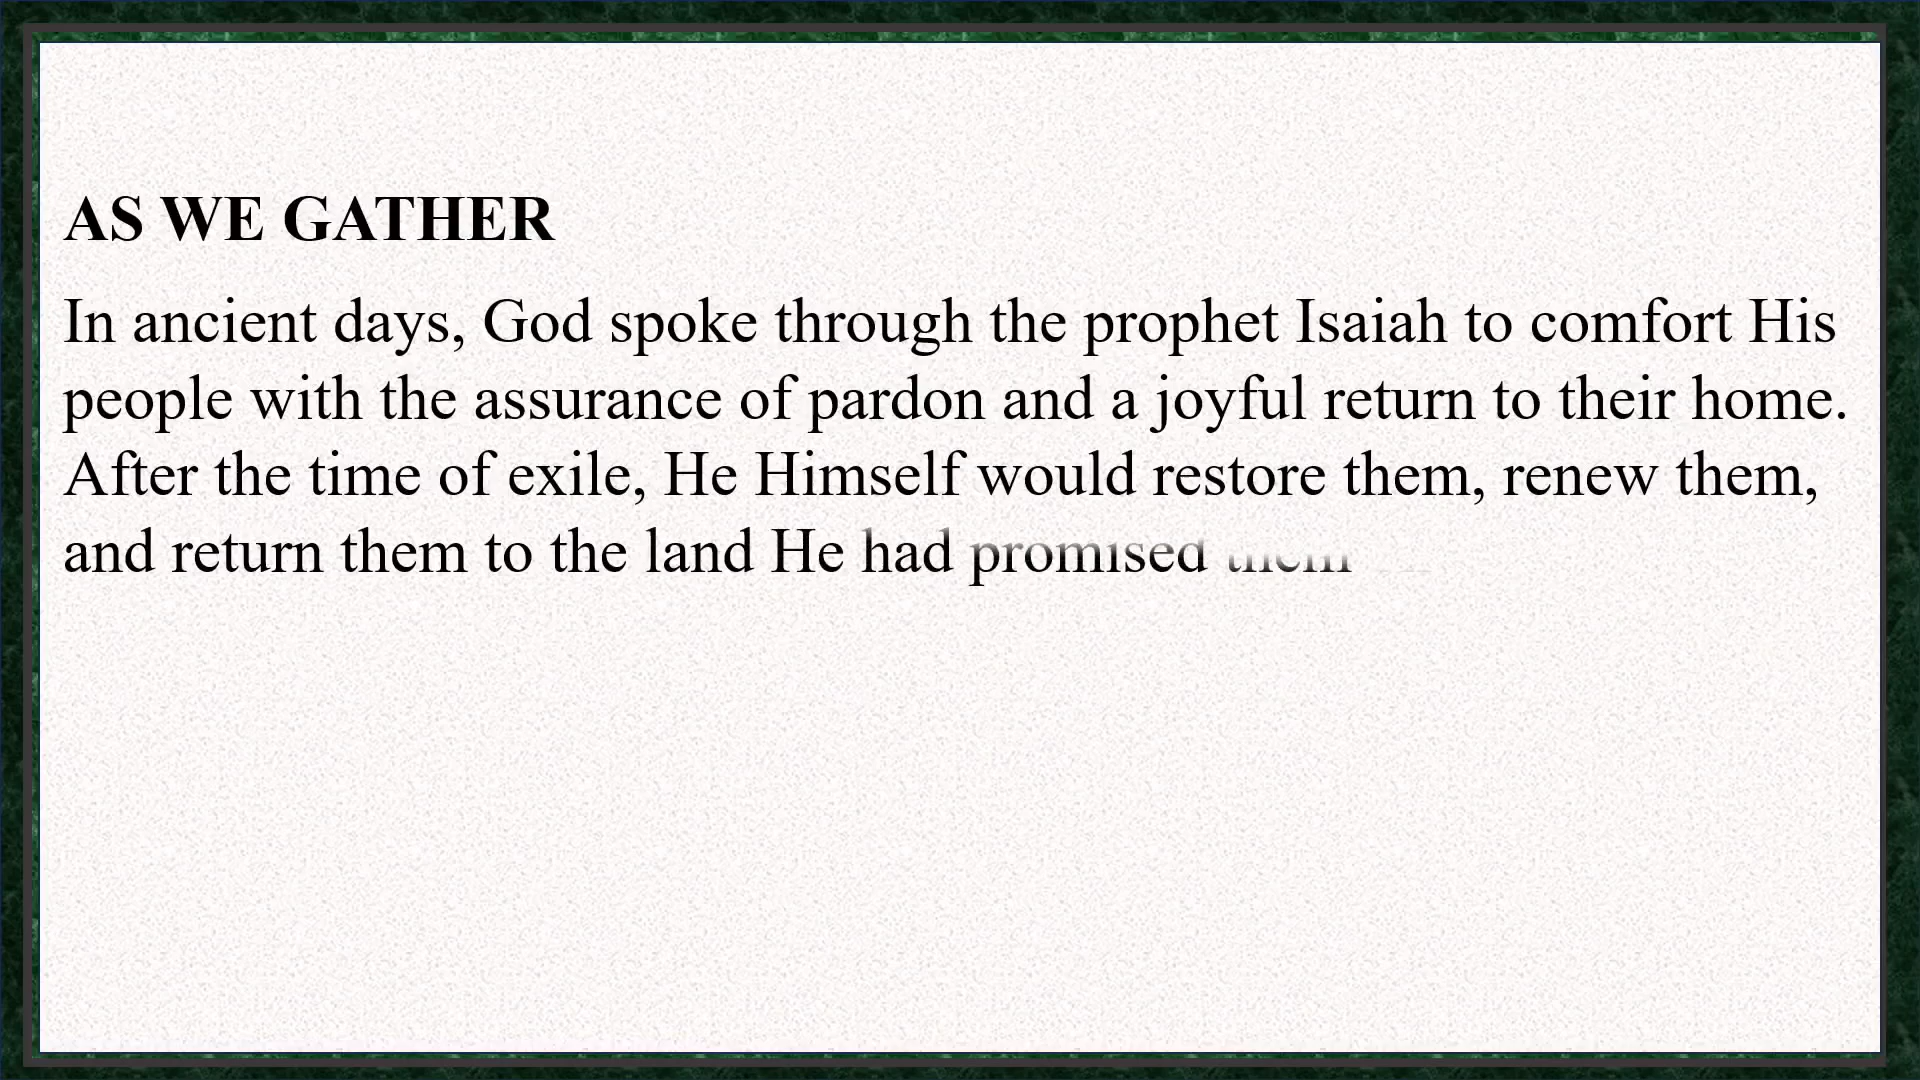 AS WE GATHER
In ancient days, God spoke through the prophet Isaiah to comfort His
people with the assurance of pardon and a joyful return to their home.
After the time of exile, He Himself would restore them, renew them,
and return them to the land He had promised them